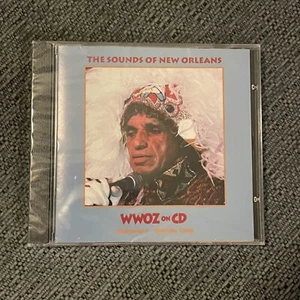 THE SOUNDS OF NEW ORLEANS
WWOZ ON CD